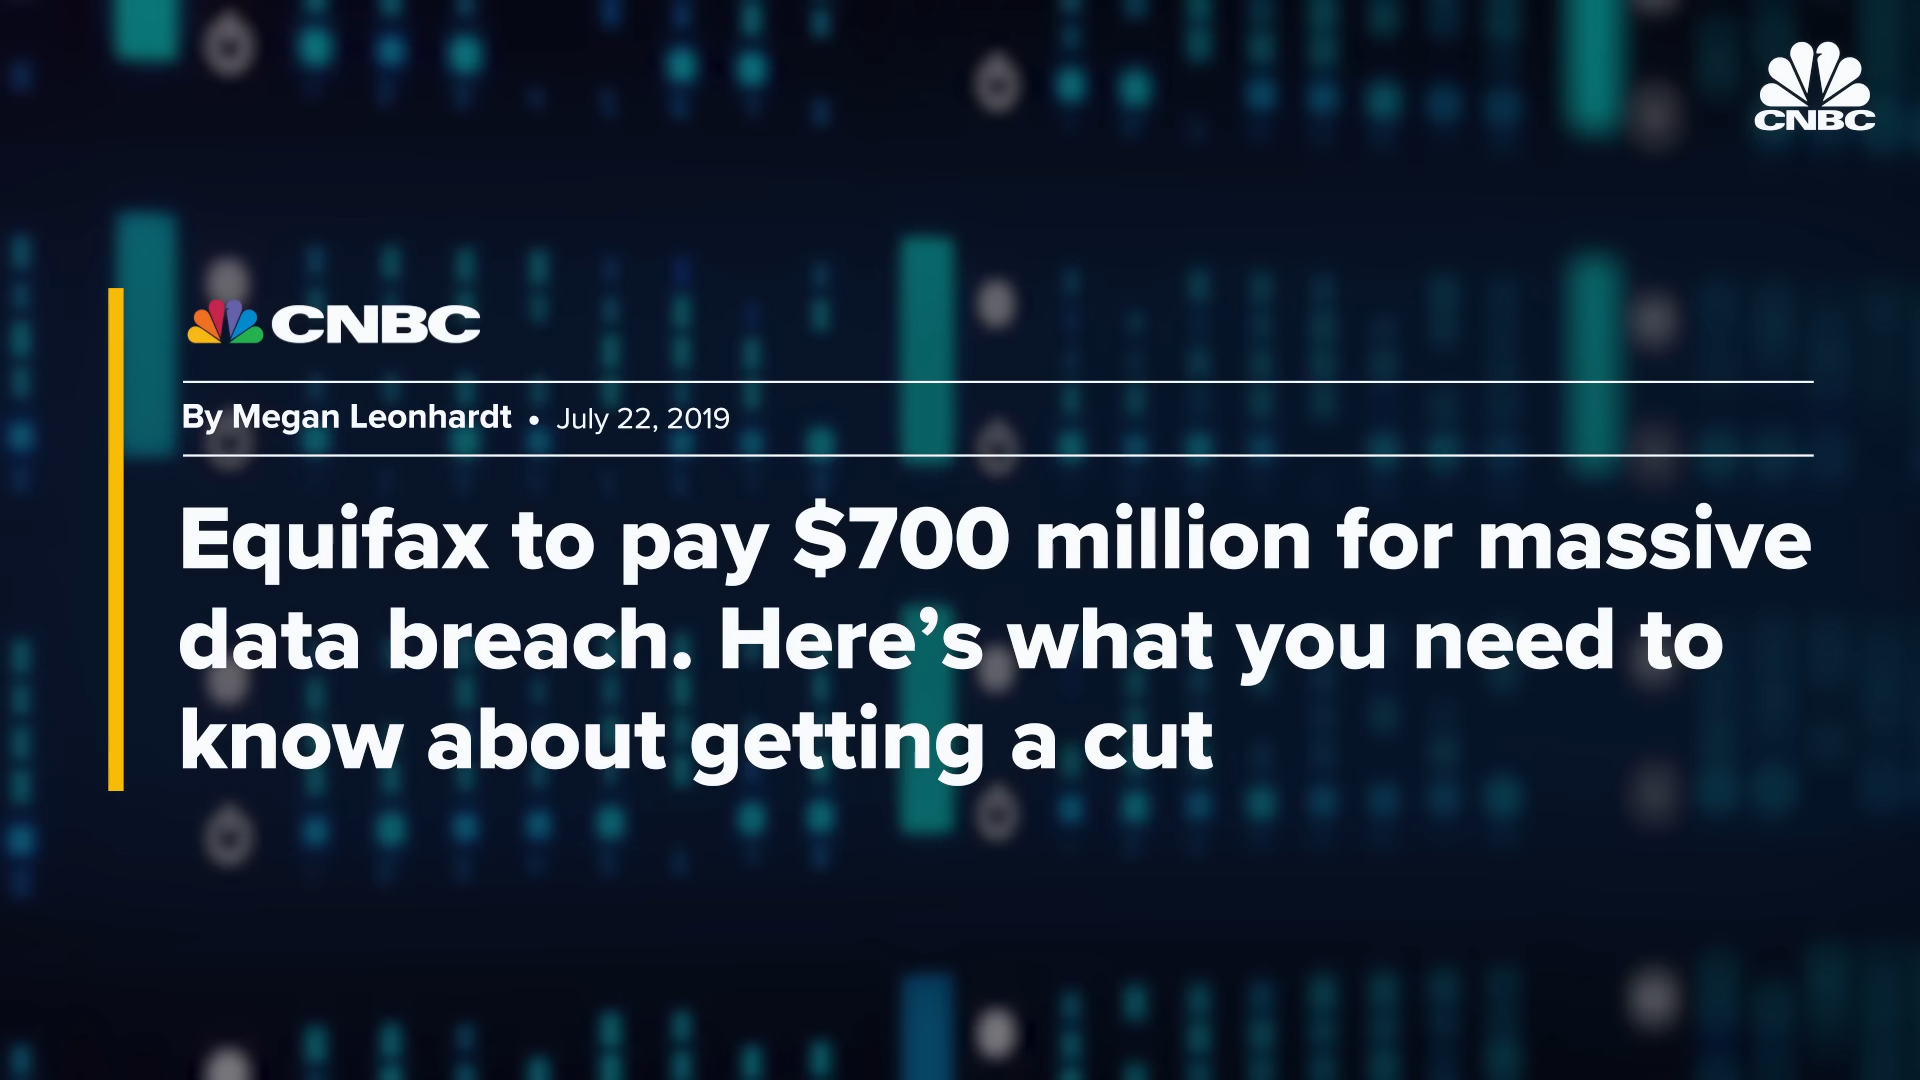 CNBC
CNBC
By Megan Leonhardt • July 22, 2019
Equifax to pay $700 million for massive
data breach. Here’s what you need to
know about getting a cut